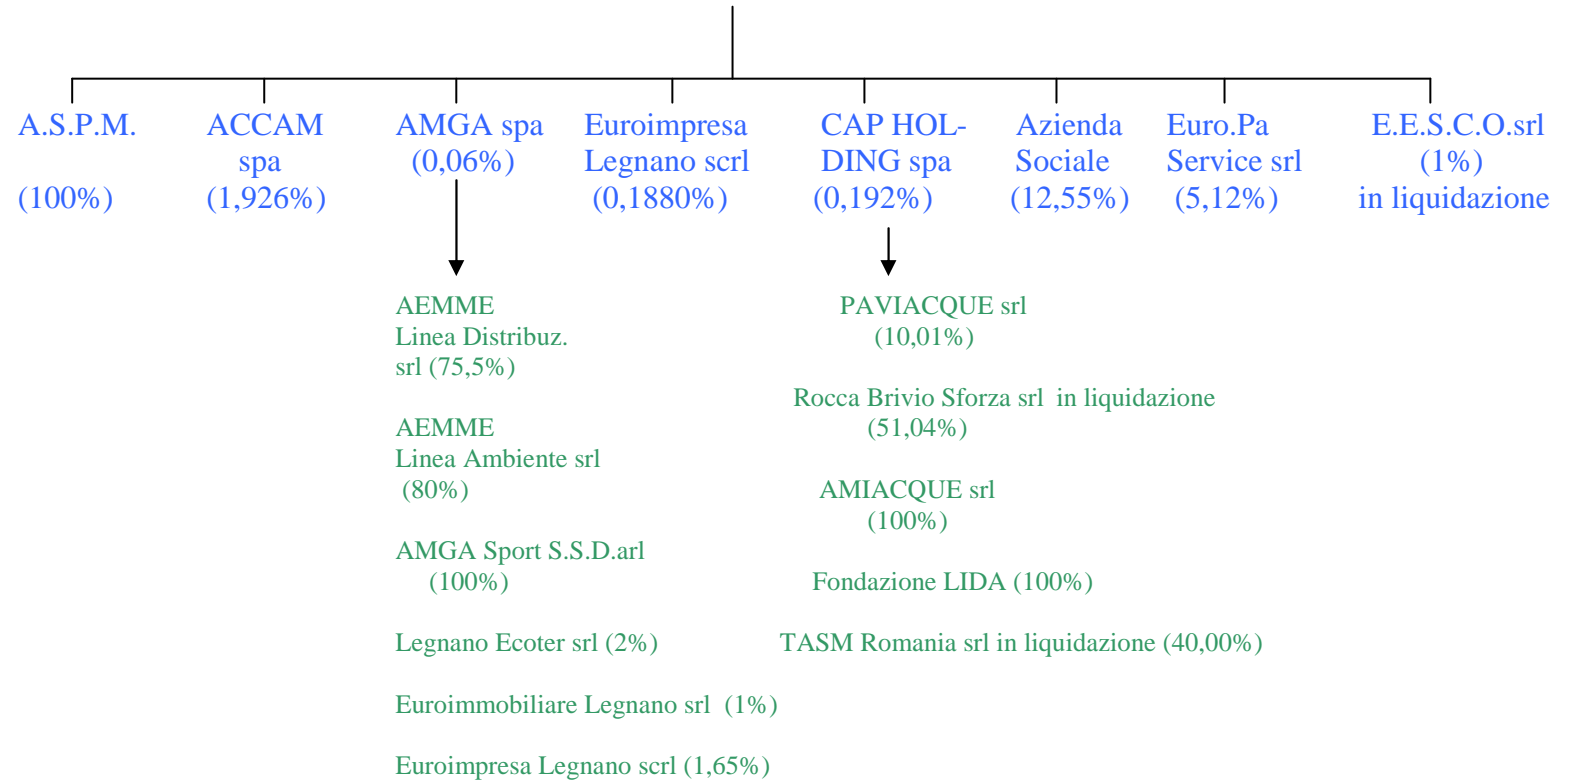 A.S.P.M.
(100%)
ACCAM
spa
(1,926%)
AMGA spa
(0,06%)
Euroimpresa
Legnano scrl
(0,1880%)
CAP HOL-
DING spa
(0,192%)
Azienda
Sociale
(12,55%)
Euro.Pa
Service srl
(5,12%)
E.E.S.C.O.srl
(1%)
in liquidazione
AEMME
Linea Distribuz.
srl (75,5%)
AEMME
Linea Ambiente srl
(80%)
AMGA Sport S.S.D.arl
(100%)
Legnano Ecoter srl (2%)
Euroimmobiliare Legnano srl (1%)
Euroimpresa Legnano scrl (1,65%)
PAVIACQUE srl
(10,01%)
Rocca Brivio Sforza srl in liquidazione
(51,04%)
AMIACQUE srl
(100%)
Fondazione LIDA (100%)
TASM Romania srl in liquidazione (40,00%)